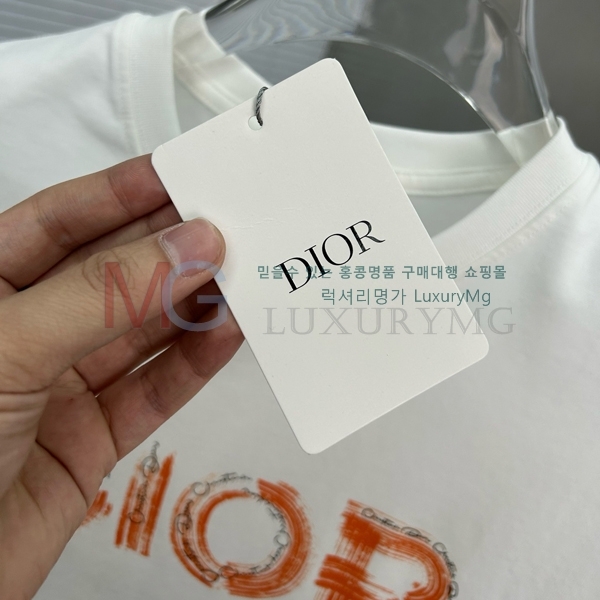 DIOR
믿을수 있는 홍콩명품 구매대행 쇼핑몰
럭셔리명가 LuxuryMg
MG LUXURYMG
DIOR